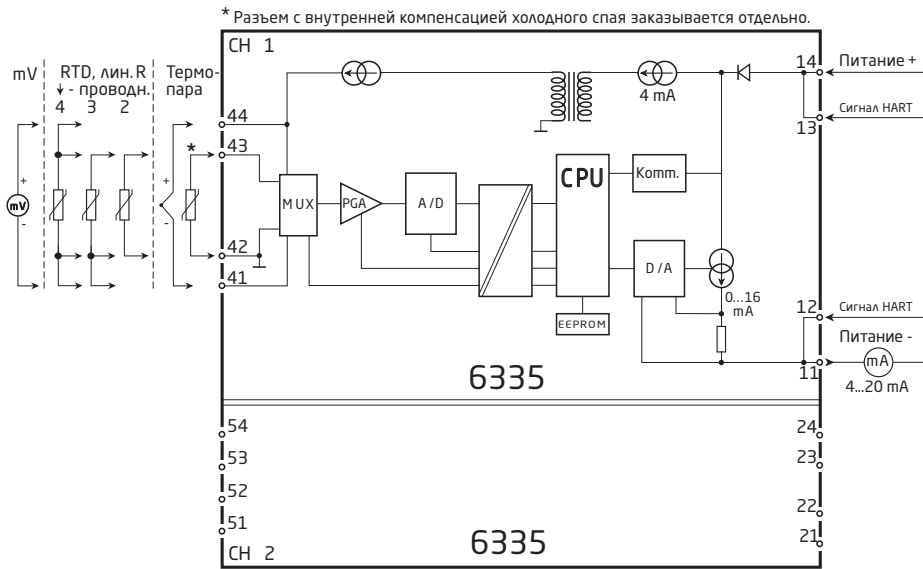 * Разъем с внутренней компенсацией холодного спая заказывается отдельно.
CH 1
mV
RTD, лин. R
↓ - проводн.
4 3 2
Термо-
пара
*
44
43
42
41
+
mV
-
+
-
MUX
PGA
A/D
CPU
Komm.
D/A
EEPROM
4 mA
0...16
mA
14
Питание +
Сигнал HART
13
12
Сигнал HART
Питание -
11
mA
4...20 mA
6335
54
53
52
51
24
23
22
21
CH 2
6335